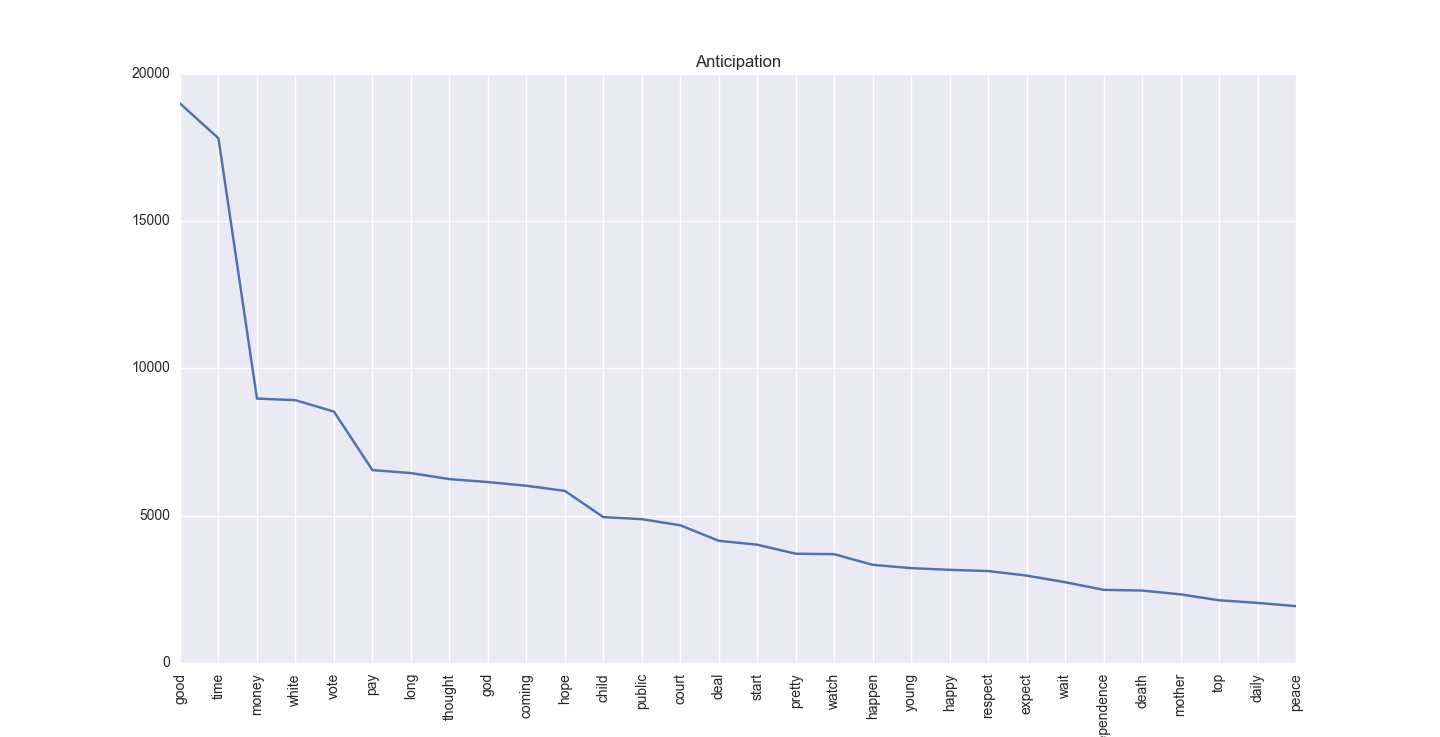 Anticipation
20000
15000
10000
5000
0
good
time
money
white
vote
pay
long
thought
god
coming
hope
child
public
court
deal
start
pretty
watch
happen
young
happy
respect
expect
wait
ependence
death
mother
top
daily
peace